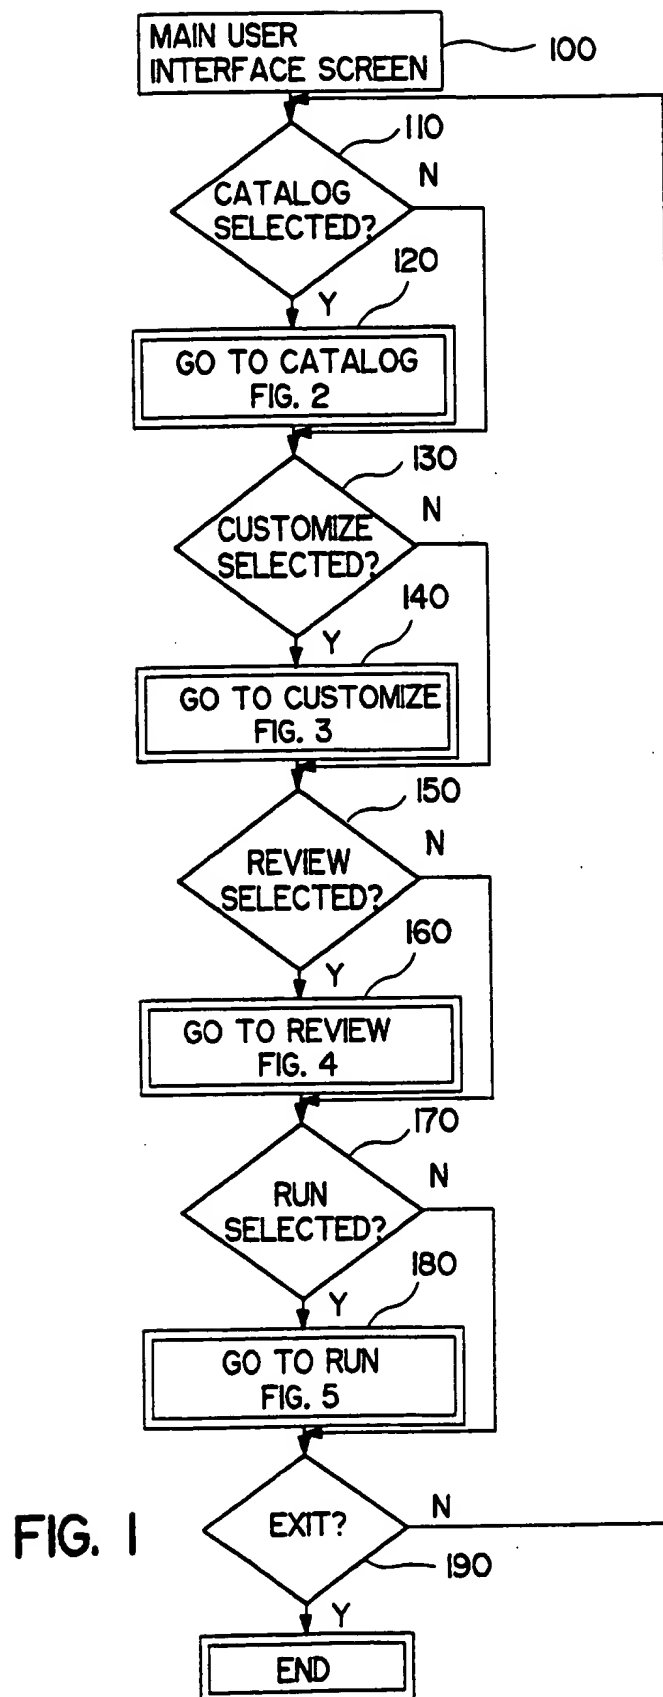 MAIN USER
INTERFACE SCREEN
100
110
N
CATALOG
SELECTED?
120
Y
GO TO CATALOG
FIG. 2
130
N
CUSTOMIZE
SELECTED?
140
Y
GO TO CUSTOMIZE
FIG. 3
150
N
REVIEW
SELECTED?
160
Y
GO TO REVIEW
FIG. 4
170
N
RUN
SELECTED?
180
Y
GO TO RUN
FIG. 5
EXIT?
N
190
Y
END
FIG. 1